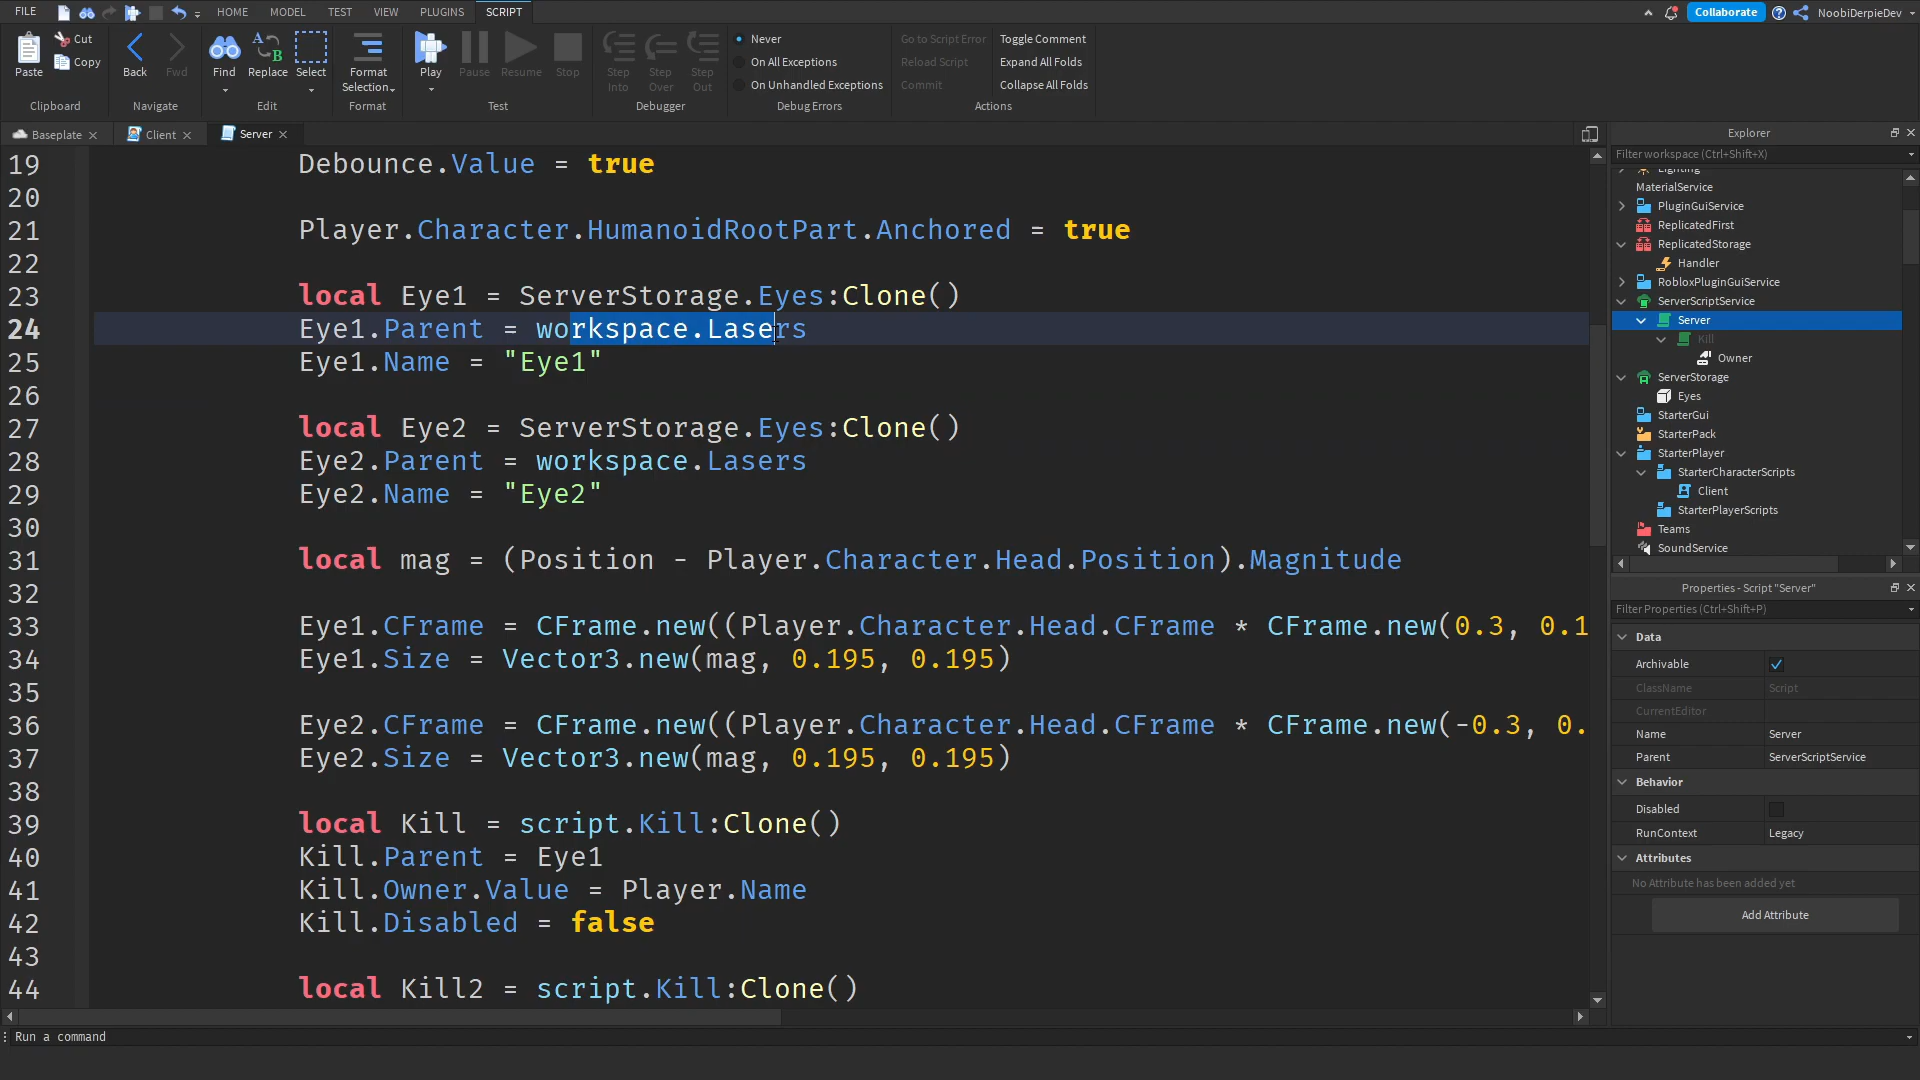 FILE HOME MODEL TEST VIEW PLUGINS SCRIPT Collaborate NoobiDerpieDev
Paste Cut Copy
Clipboard
Back Fwd
Navigate
Find Replace Select
Edit
Format Selection
Format
Play Pause Resume Stop
Test
Step Into Step Over Step Out
Debugger
Never
On All Exceptions
On Unhandled Exceptions
Debug Errors
Go to Script Error Toggle Comment
Reload Script Expand All Folds
Commit Collapse All Folds
Actions
Baseplate Client Server
19 Debounce.Value = true
20
21 Player.Character.HumanoidRootPart.Anchored = true
22
23 local Eye1 = ServerStorage.Eyes:Clone()
24 Eye1.Parent = workspace.Lasers
25 Eye1.Name = "Eye1"
26
27 local Eye2 = ServerStorage.Eyes:Clone()
28 Eye2.Parent = workspace.Lasers
29 Eye2.Name = "Eye2"
30
31 local mag = (Position - Player.Character.Head.Position).Magnitude
32
33 Eye1.CFrame = CFrame.new((Player.Character.Head.CFrame * CFrame.new(0.3, 0.1
34 Eye1.Size = Vector3.new(mag, 0.195, 0.195)
35
36 Eye2.CFrame = CFrame.new((Player.Character.Head.CFrame * CFrame.new(-0.3, 0.
37 Eye2.Size = Vector3.new(mag, 0.195, 0.195)
38
39 local Kill = script.Kill:Clone()
40 Kill.Parent = Eye1
41 Kill.Owner.Value = Player.Name
42 Kill.Disabled = false
43
44 local Kill2 = script.Kill:Clone()
Explorer
Filter workspace (Ctrl+Shift+X)
Lighting
MaterialService
PluginGuiService
ReplicatedFirst
ReplicatedStorage
Handler
RobloxPluginGuiService
ServerScriptService
Server
Kill
Owner
ServerStorage
Eyes
StarterGui
StarterPack
StarterPlayer
StarterCharacterScripts
Client
StarterPlayerScripts
Teams
SoundService
Properties - Script "Server"
Filter Properties (Ctrl+Shift+P)
Data
Archivable
ClassName Script
CurrentEditor
Name Server
Parent ServerScriptService
Behavior
Disabled
RunContext Legacy
Attributes
No Attribute has been added yet
Add Attribute
Run a command